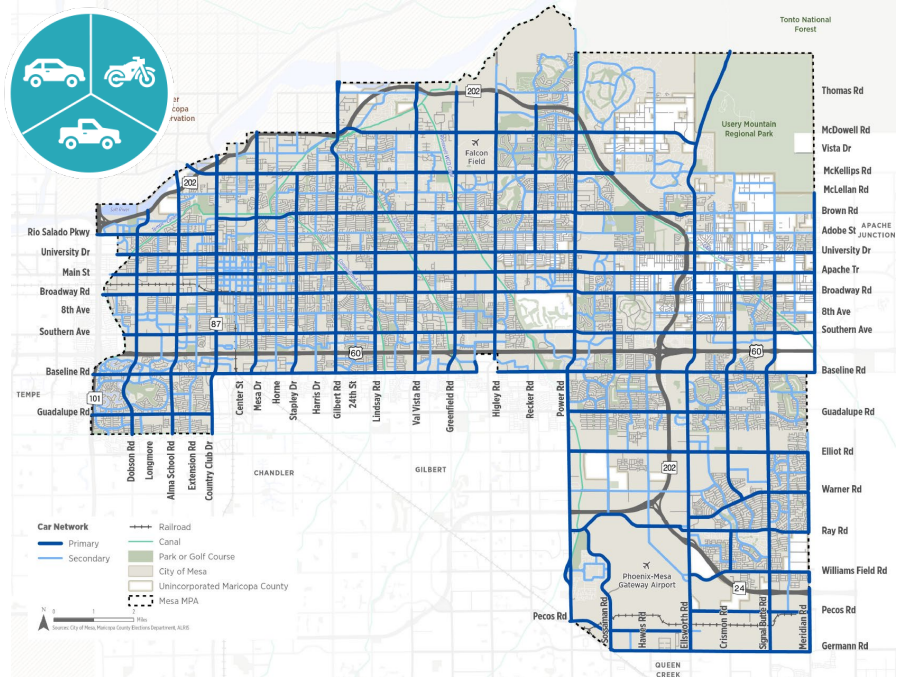 Tonto National
Forest
Thomas Rd
202
er
McDowell Rd
Usery Mountain
Regional Park
Vista Dr
Falcon
Field
McKellips Rd
202
McLellan Rd
Brown Rd
Rio Salado Pkwy
Adobe St
APACHE
JUNCTION
University Dr
University Dr
Main St
Apache Tr
Broadway Rd
Broadway Rd
8th Ave
8th Ave
87
Southern Ave
Southern Ave
60
60
Baseline Rd
Baseline Rd
TEMPE
101
Guadalupe Rd
Guadalupe Rd
Center St
Mesa Dr
Horne
Stapley Dr
Harris Dr
Gilbert Rd
24th St
Lindsay Rd
Val Vista Rd
Greenfield Rd
Higley Rd
Recker Rd
Power Rd
Dobson Rd
Longmore
Alma School Rd
Extension Rd
Country Club Dr
Elliot Rd
CHANDLER
GILBERT
202
Warner Rd
Ray Rd
Williams Field Rd
Phoenix-Mesa
Gateway Airport
24
Pecos Rd
Pecos Rd
Sossaman Rd
Hawes Rd
Ellsworth Rd
Crismon Rd
Signal Butte Rd
Meridian Rd
Germann Rd
QUEEN
CREEK
Car Network
Primary
Secondary
Railroad
Canal
Park or Golf Course
City of Mesa
Unincorporated Maricopa County
Mesa MPA
N
0 1 2
Miles
Sources: City of Mesa, Maricopa County Elections Department, ALRIS